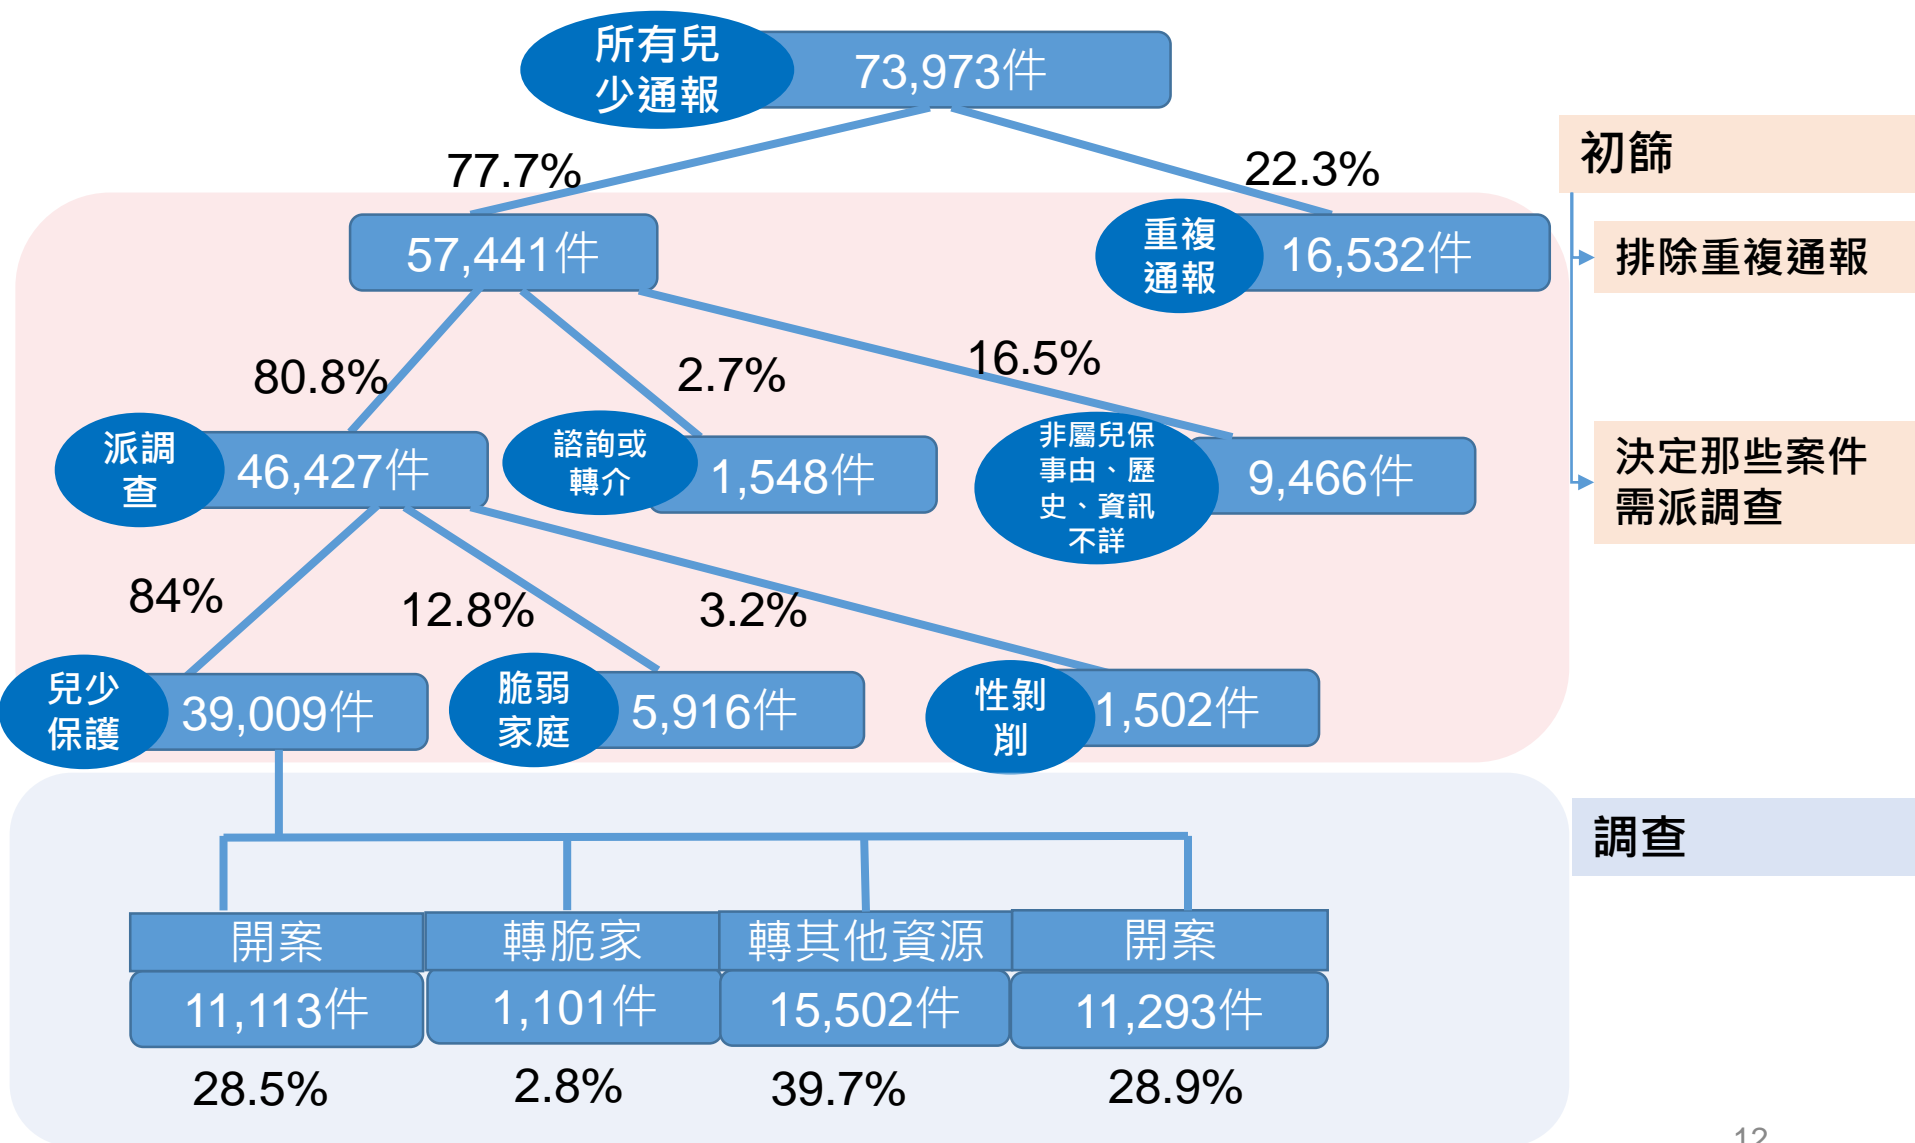 所有兒
少通報
73,973件
77.7%
22.3%
初篩
57,441件
重複
通報
16,532件
排除重複通報
80.8%
2.7%
16.5%
派調
查
46,427件
諮詢或
轉介
1,548件
非屬兒保
事由、歷
史、資訊
不詳
9,466件
決定那些案件
需派調查
84%
12.8%
3.2%
兒少
保護
39,009件
脆弱
家庭
5,916件
性剝
削
1,502件
調查
開案
轉脆家
轉其他資源
開案
11,113件
1,101件
15,502件
11,293件
28.5%
2.8%
39.7%
28.9%
12